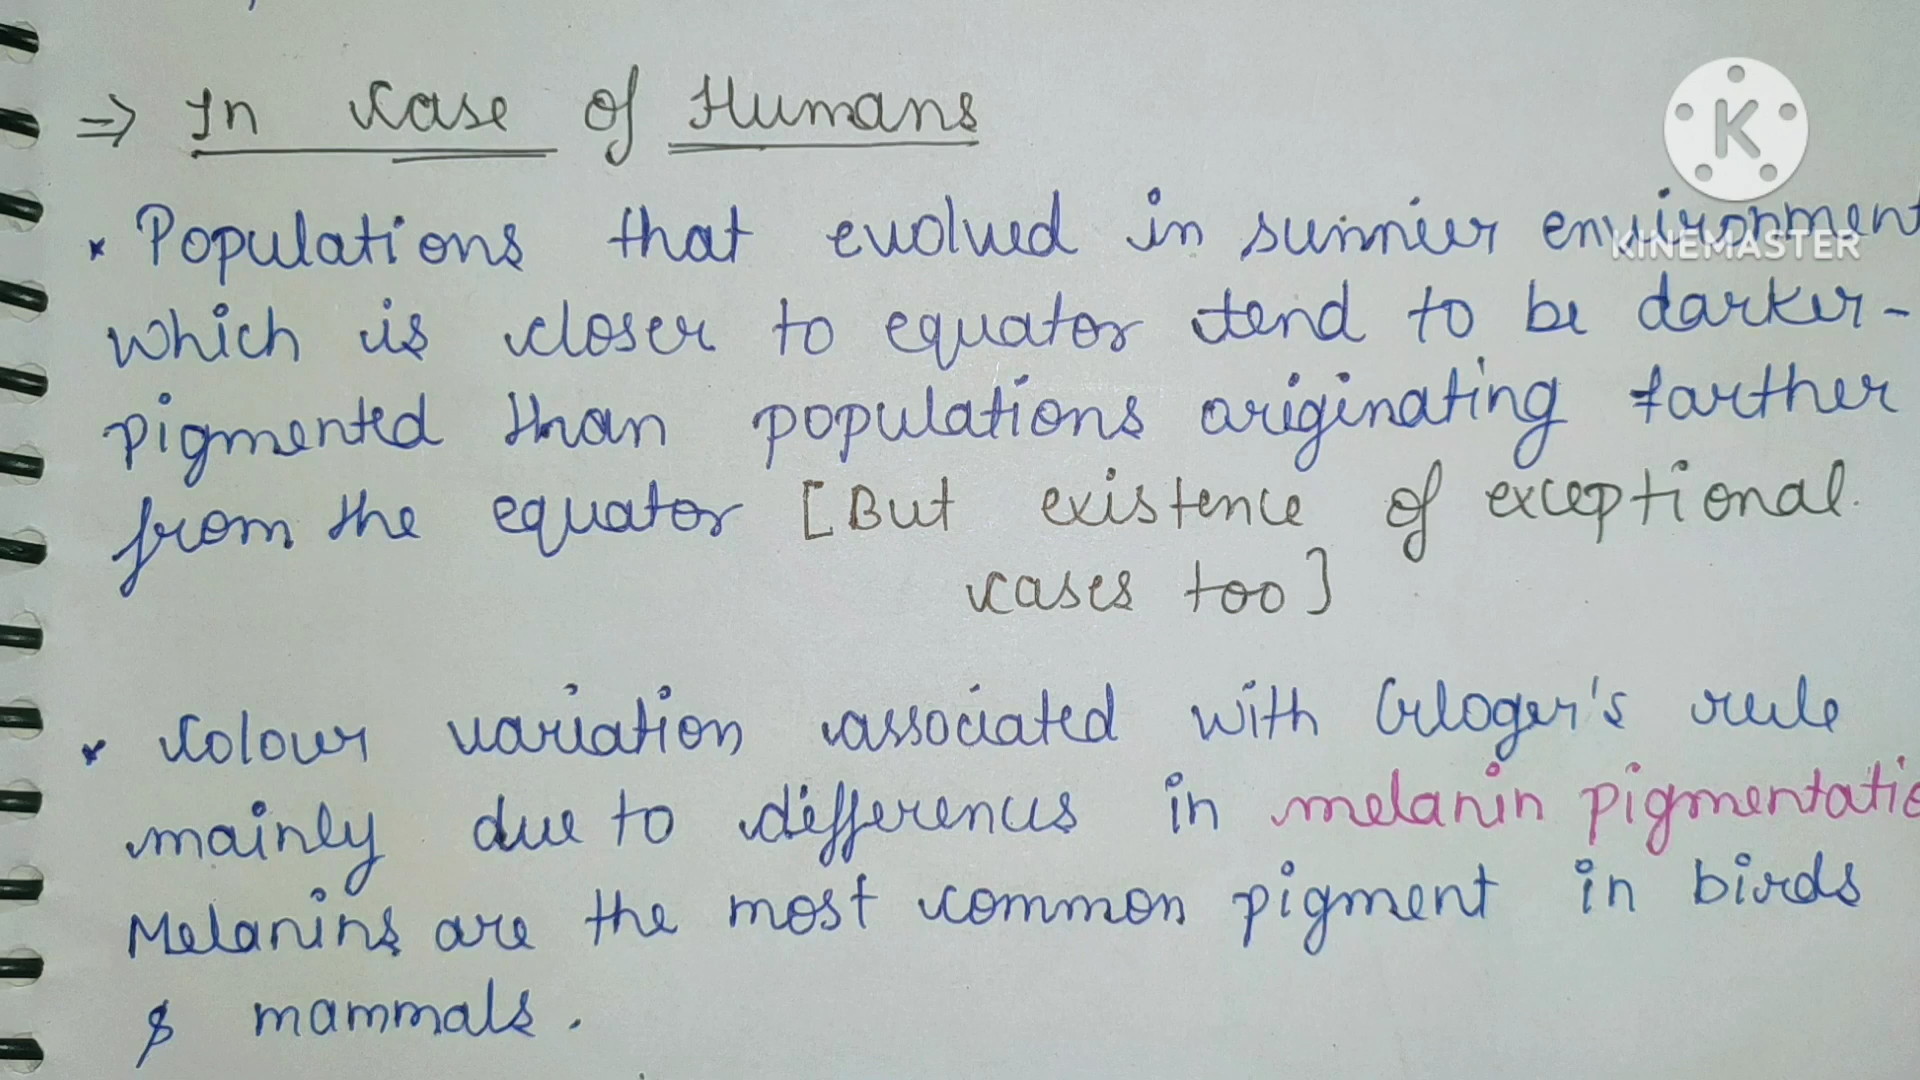 ⇒ In case of Humans
K
KINEMASTER
* Populations that evolved in sunnier environment
which is closer to equator tend to be darker-
pigmented than populations originating farther
from the equator [But existence of exceptional
cases too]
* Colour variation associated with Gloger's rule
mainly due to differences in melanin pigmentatio
Melanins are the most common pigment in birds
& mammals.